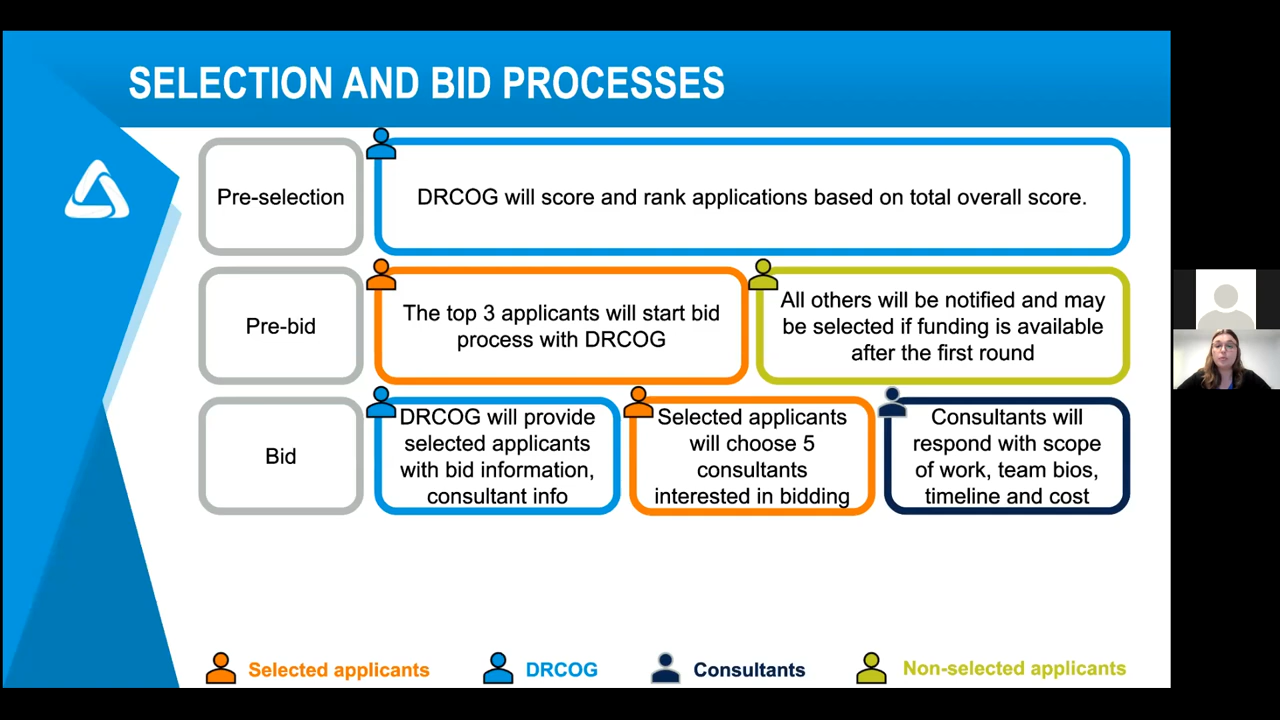 SELECTION AND BID PROCESSES
Pre-selection
DRCOG will score and rank applications based on total overall score.
Pre-bid
The top 3 applicants will start bid
process with DRCOG
All others will be notified and may
be selected if funding is available
after the first round
Bid
DRCOG will provide
selected applicants
with bid information,
consultant info
Selected applicants
will choose 5
consultants
interested in bidding
Consultants will
respond with scope
of work, team bios,
timeline and cost
Selected applicants
DRCOG
Consultants
Non-selected applicants